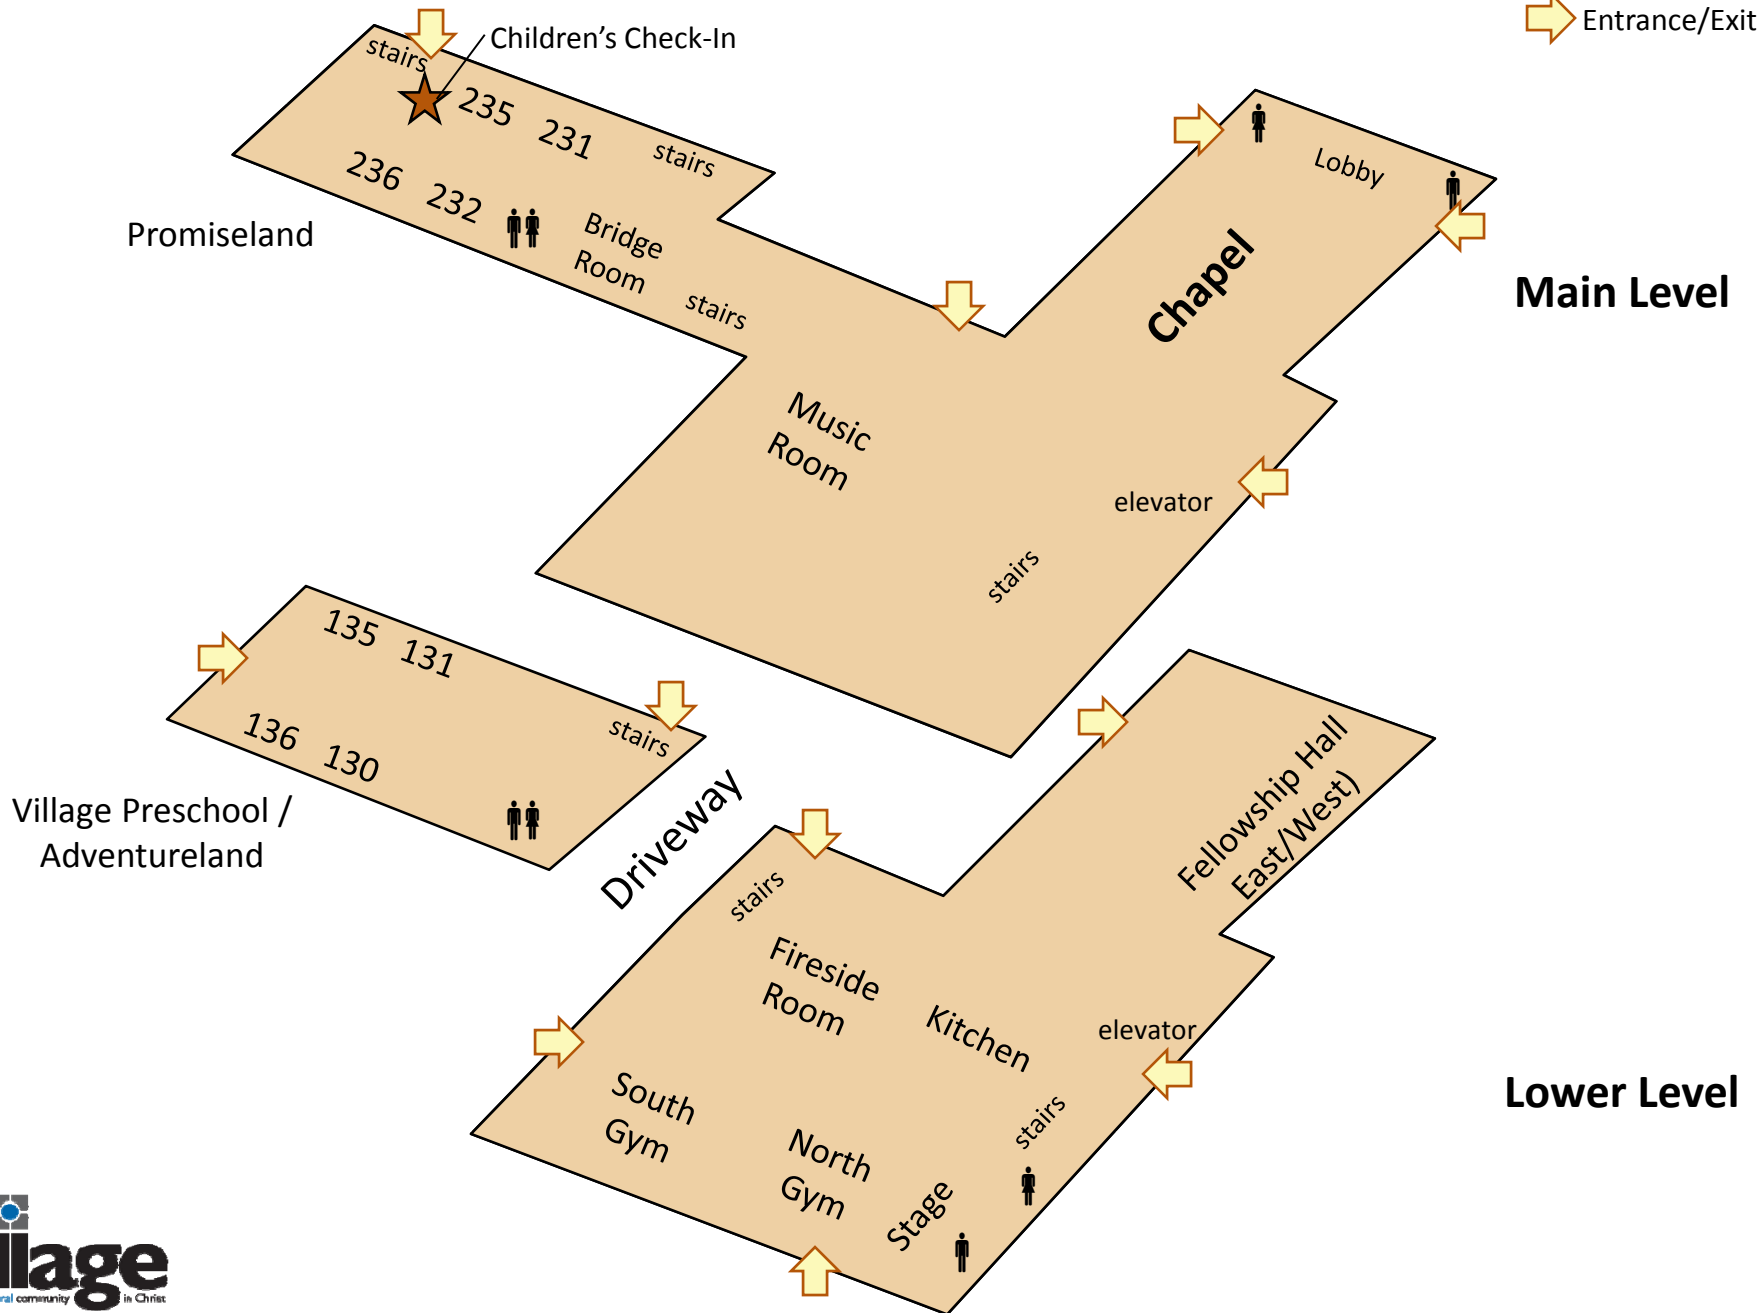 Entrance/Exit
Children's Check-In
stairs
235 231
stairs
236 232
Bridge
Room
stairs
Promiseland
Lobby
Chapel
Main Level
Music
Room
elevator
stairs
135 131
136 130
stairs
Village Preschool /
Adventureland
Driveway
Fellowship Hall
East/West)
stairs
Fireside
Room
Kitchen
elevator
stairs
South
Gym
North
Gym
Stage
Lower Level
llage
community in Christ